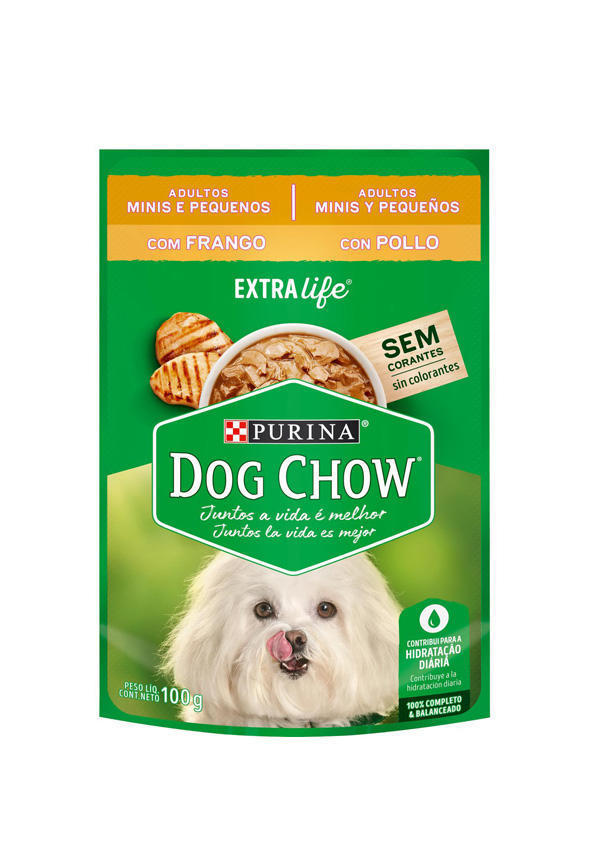 ADULTOS
MINIS E PEQUENOS
COM FRANGO
ADULTOS
MINIS Y PEQUEÑOS
CON POLLO
EXTRA life®
SEM
CORANTES
sin colorantes
PURINA®
DOG CHOW®
Juntos a vida é melhor
Juntos la vida es mejor
CONTRIBUI PARA A
HIDRATAÇÃO
DIÁRIA
Contribuye a la
hidratación diaria
100% COMPLETO
& BALANCEADO
PESO LÍQ.
CONT. NETO 100 g